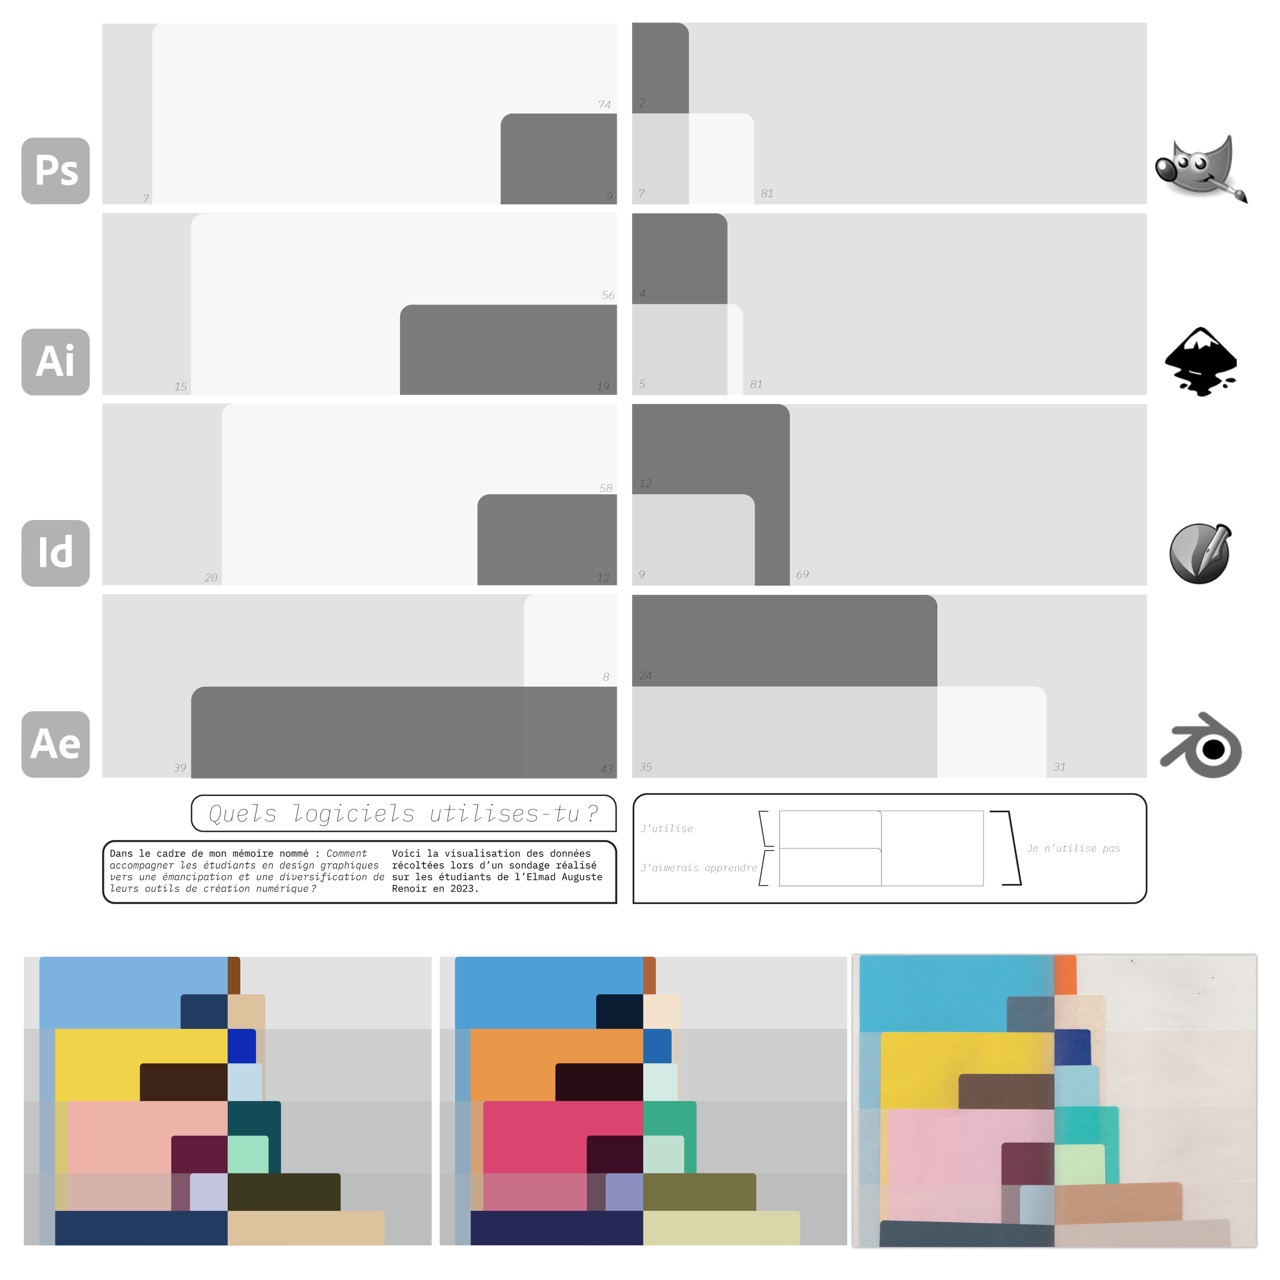 74
2
Ps
7
9
7
81
56
4
Ai
15
19
5
81
58
12
Id
20
12
9
69
8
24
Ae
39
43
35
31
Quels logiciels utilises-tu ?
Dans le cadre de mon mémoire nommé : Comment
accompagner les étudiants en design graphiques
vers une émancipation et une diversification de
leurs outils de création numérique ?
Voici la visualisation des données
récoltées lors d’un sondage réalisé
sur les étudiants de l’Elmad Auguste
Renoir en 2023.
J’utilise
J’aimerais apprendre
Je n’utilise pas